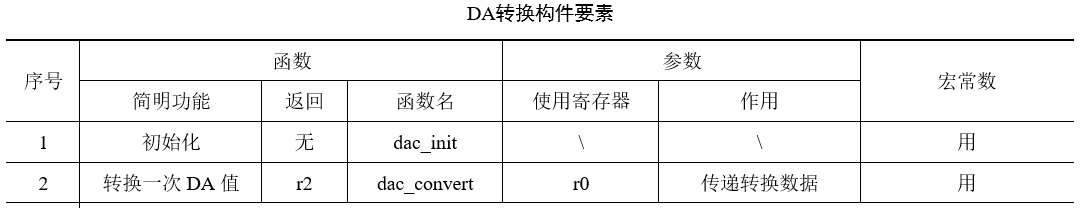 DA转换构件要素
序号 函数 参数 宏常数
简明功能 返回 函数名 使用寄存器 作用
1 初始化 无 dac_init \ \ 用
2 转换一次 DA 值 r2 dac_convert r0 传递转换数据 用